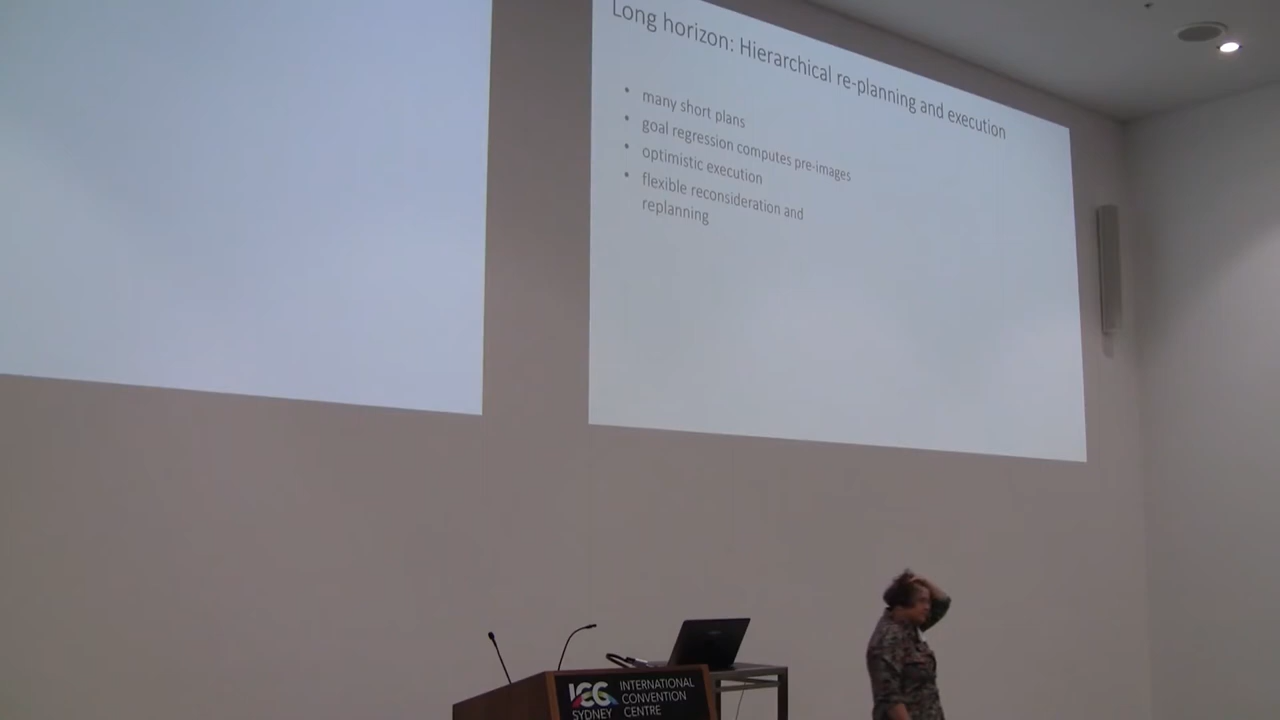 Long horizon: Hierarchical re-planning and execution
• many short plans
• goal regression computes pre-images
• optimistic execution
• flexible reconsideration and
replanning
ICC
SYDNEY
INTERNATIONAL
CONVENTION
CENTRE